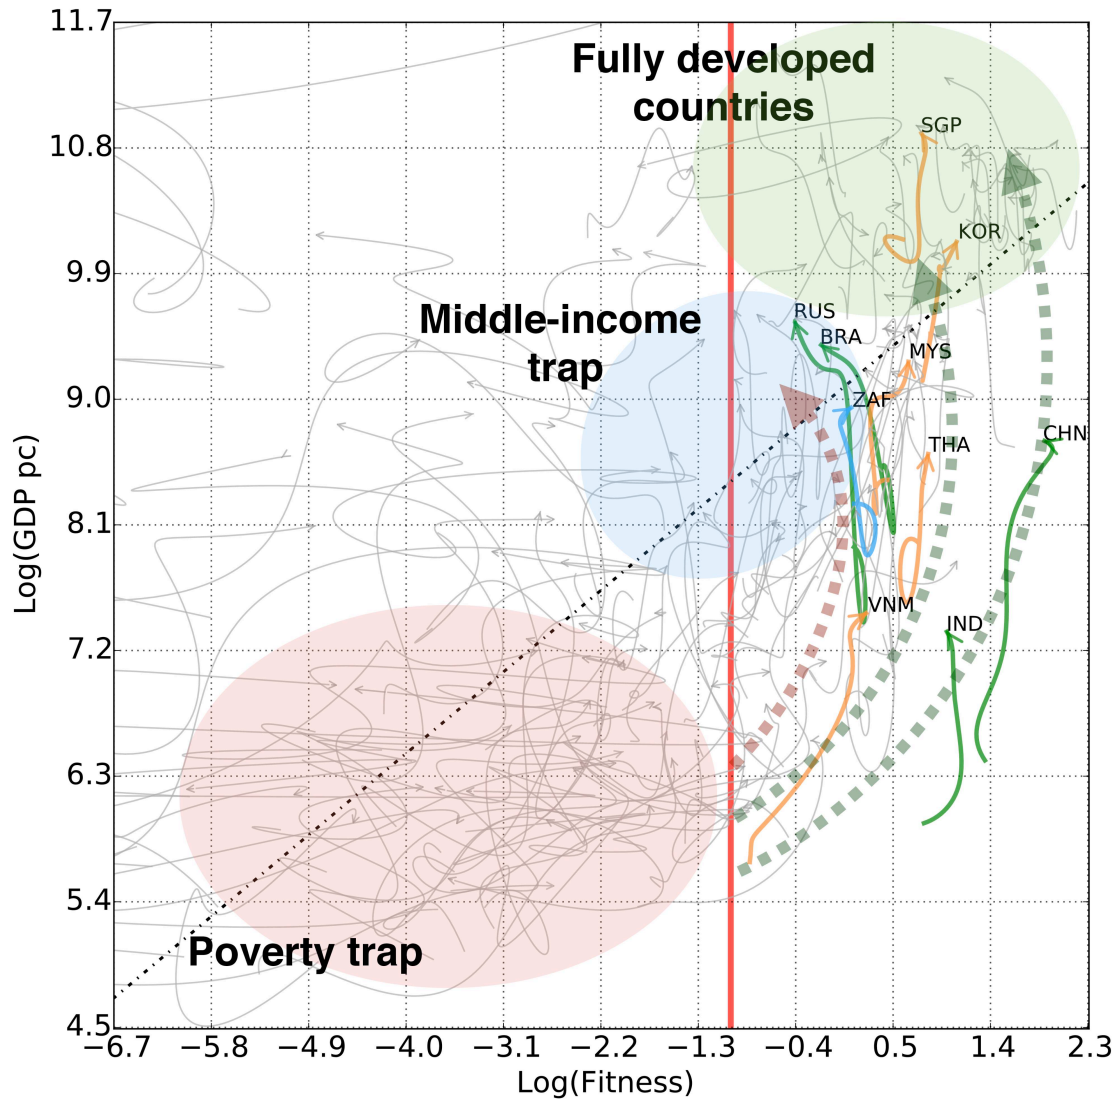 11.7
Fully developed
countries
10.8
SGP
KOR
9.9
Middle-income
trap
RUS
BRA
MYS
9.0
ZAF
CHN
THA
Log(GDP pc)
8.1
VNM
IND
7.2
6.3
5.4
Poverty trap
4.5
−6.7 −5.8 −4.9 −4.0 −3.1 −2.2 −1.3 −0.4 0.5 1.4 2.3
Log(Fitness)